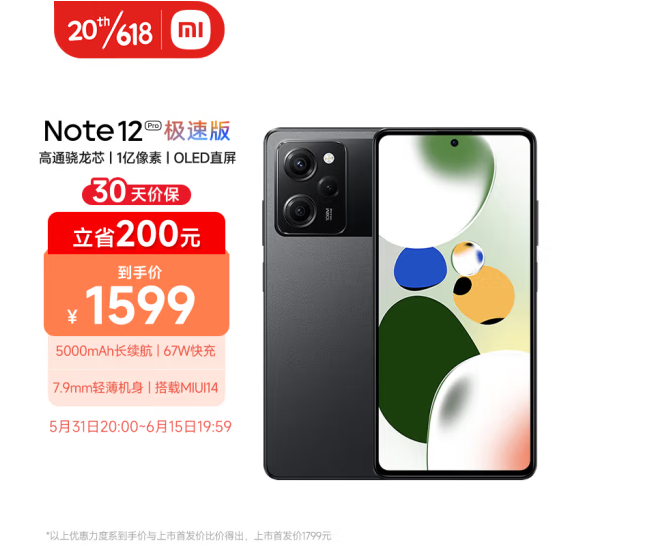 20th/618 mi
Note 12 Pro 极速版
高通骁龙芯 | 1亿像素 | OLED直屏
30天价保
立省200元
到手价
¥1599
5000mAh长续航 | 67W快充
7.9mm轻薄机身 | 搭载MIUI14
5月31日20:00~6月15日19:59
*以上优惠力度系到手价与上市首发价比价得出、上市首发价1799元